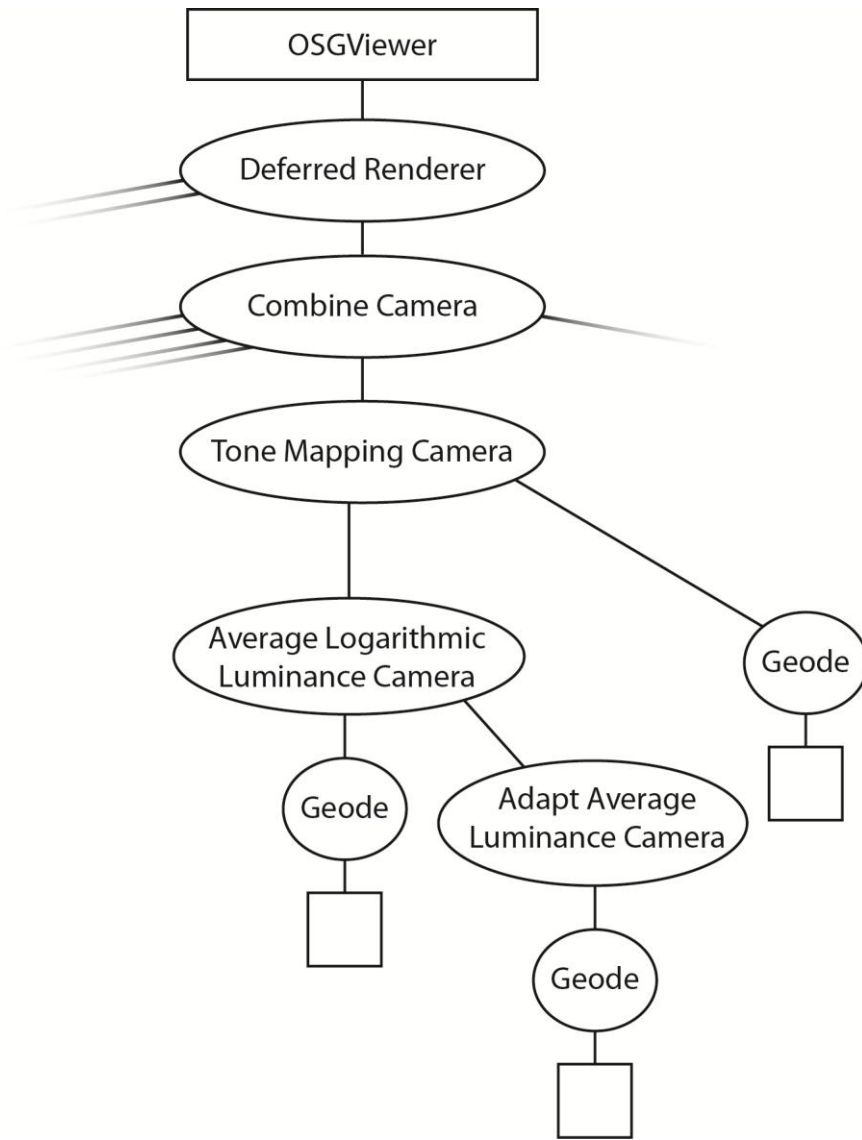 OSGViewer
Deferred Renderer
Combine Camera
Tone Mapping Camera
Average Logarithmic
Luminance Camera
Geode
Geode
Adapt Average
Luminance Camera
Geode